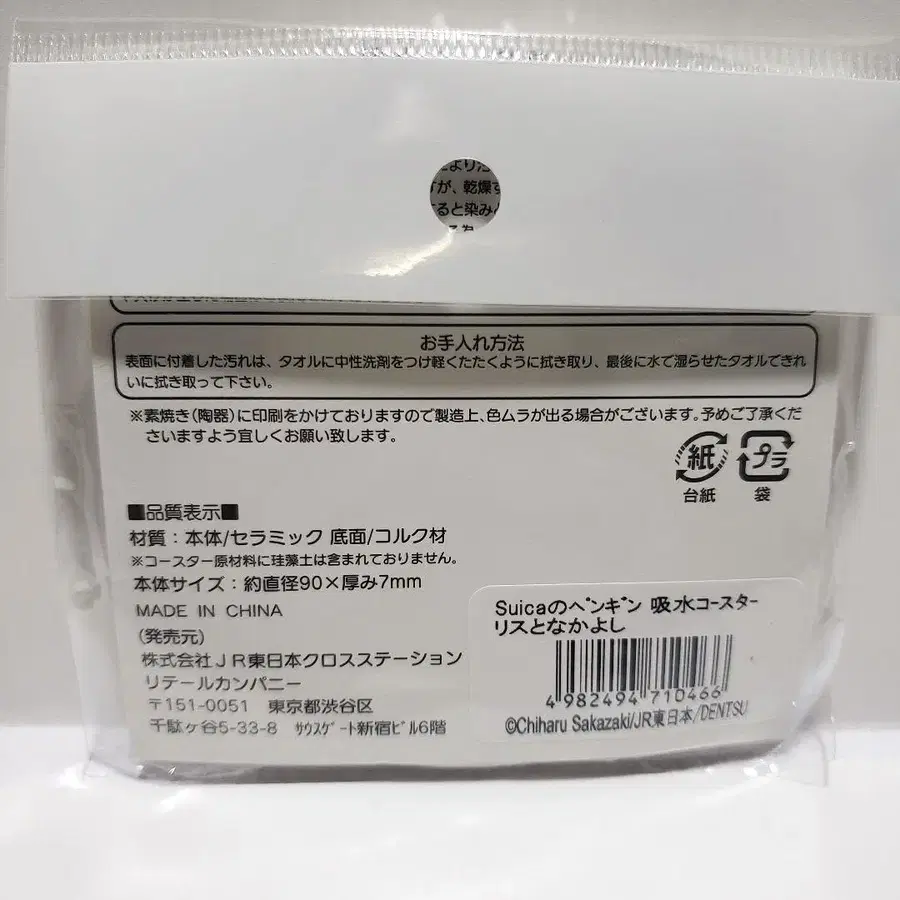 が、乾燥
ると染み
お手入れ方法
表面に付着した汚れは、タオルに中性洗剤をつけ軽くたたくように拭き取り、最後に水で湿らせたタオルできれ
いに拭き取って下さい。
※素焼き(陶器)に印刷をかけておりますので製造上、色ムラが出る場合がございます。予めご了承くだ
さいますよう宜しくお願い致します。
紙
台紙
プラ
袋
■品質表示■
材質:本体/セラミック 底面/コルク材
※コースター原材料に珪藻土は含まれておりません。
本体サイズ:約直径90×厚み7mm
MADE IN CHINA
(発売元)
株式会社JR東日本クロスステーション
リテールカンパニー
〒151-0051 東京都渋谷区
千駄ヶ谷5-33-8 サウスゲート新宿ビル6階
Suicaのペンギン 吸水コースター
リスとなかよし
4 982494 710466
©Chiharu Sakazaki/JR東日本/DENTSU